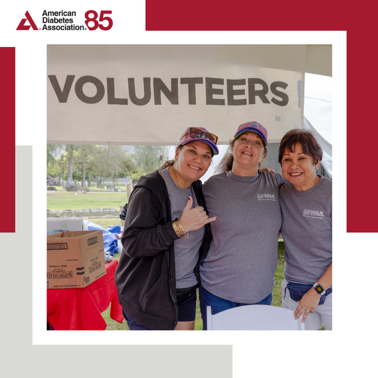 American
Diabetes
Association® 85
VOLUNTEERS